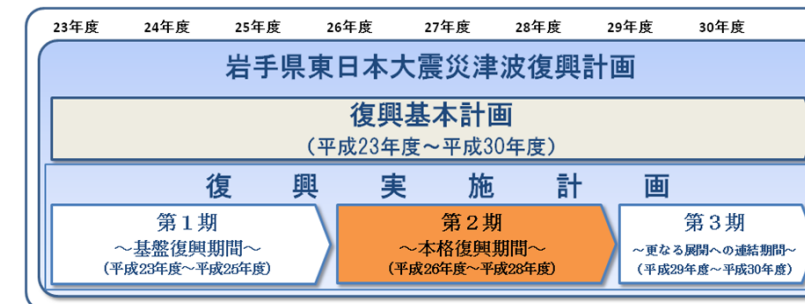 23年度 24年度 25年度 26年度 27年度 28年度 29年度 30年度
岩手県東日本大震災津波復興計画
復興基本計画
（平成23年度～平成30年度）
復興実施計画
第１期
～基盤復興期間～
（平成23年度～平成25年度）
第２期
～本格復興期間～
（平成26年度～平成28年度）
第３期
～更なる展開への連結期間～
（平成29年度～平成30年度）